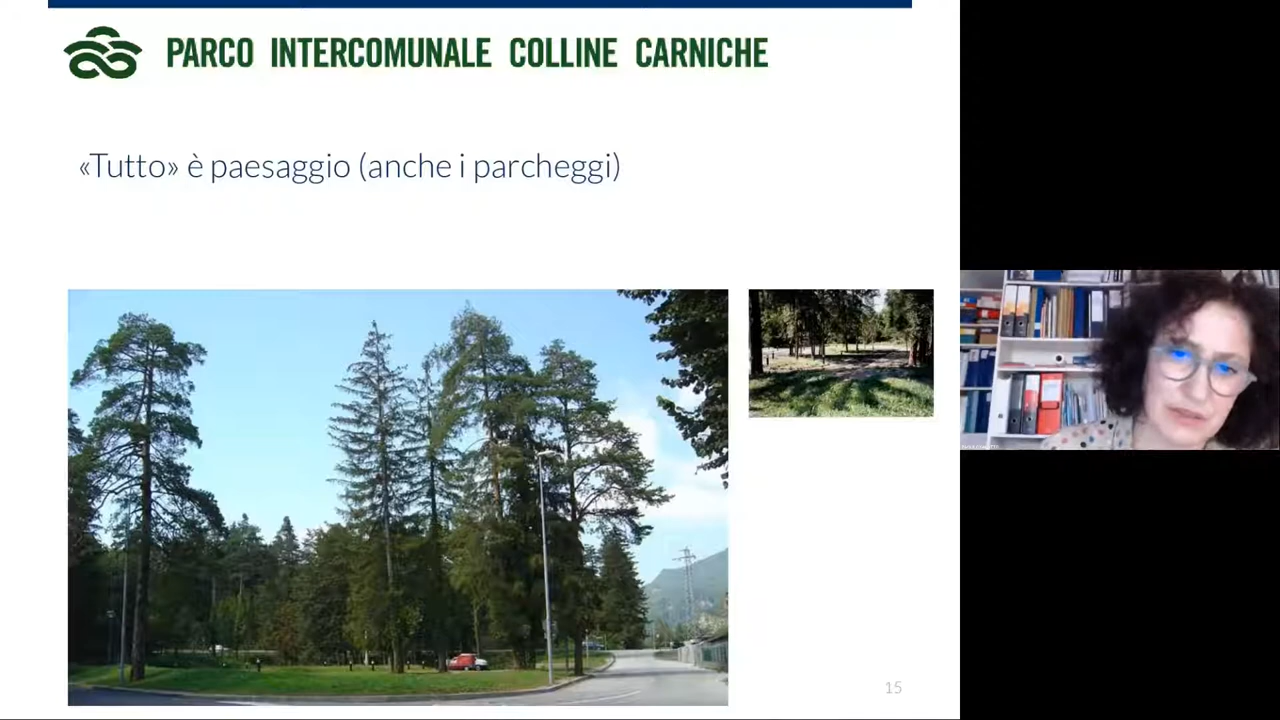 PARCO INTERCOMUNALE COLLINE CARNICHE
«Tutto» è paesaggio (anche i parcheggi)
15